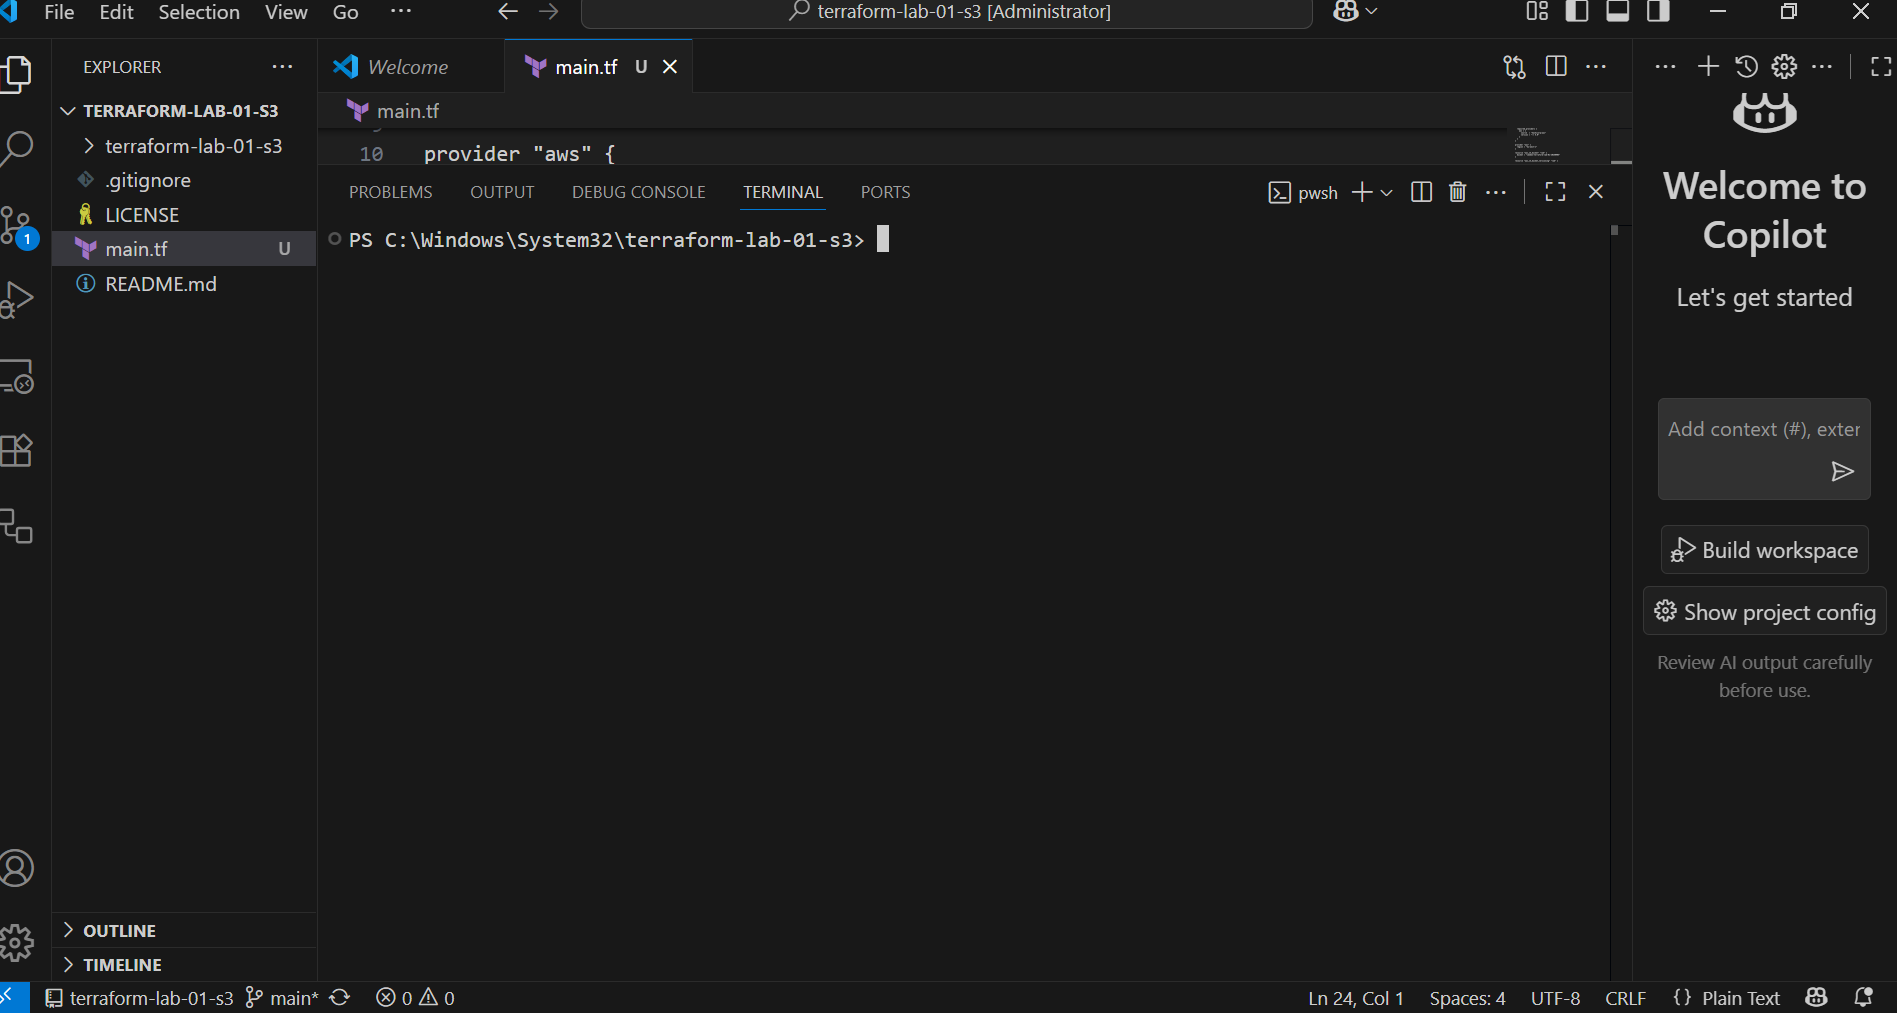 File Edit Selection View Go ···
terraform-lab-01-s3 [Administrator]
EXPLORER
TERRAFORM-LAB-01-S3
terraform-lab-01-s3
.gitignore
LICENSE
main.tf U
README.md
OUTLINE
TIMELINE
Welcome
main.tf U
main.tf
10 provider "aws" {
PROBLEMS OUTPUT DEBUG CONSOLE TERMINAL PORTS
pwsh
PS C:\Windows\System32\terraform-lab-01-s3>
Welcome to
Copilot
Let's get started
Add context (#), exter
Build workspace
Show project config
Review AI output carefully
before use.
1
terraform-lab-01-s3 main* 0 0
Ln 24, Col 1 Spaces: 4 UTF-8 CRLF {} Plain Text